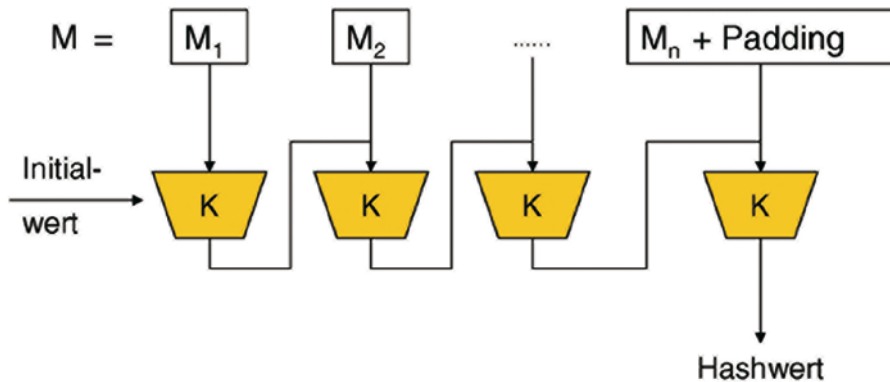 M = M₁ M₂ ...... Mₙ + Padding
Initial-
wert
K K K K
Hashwert